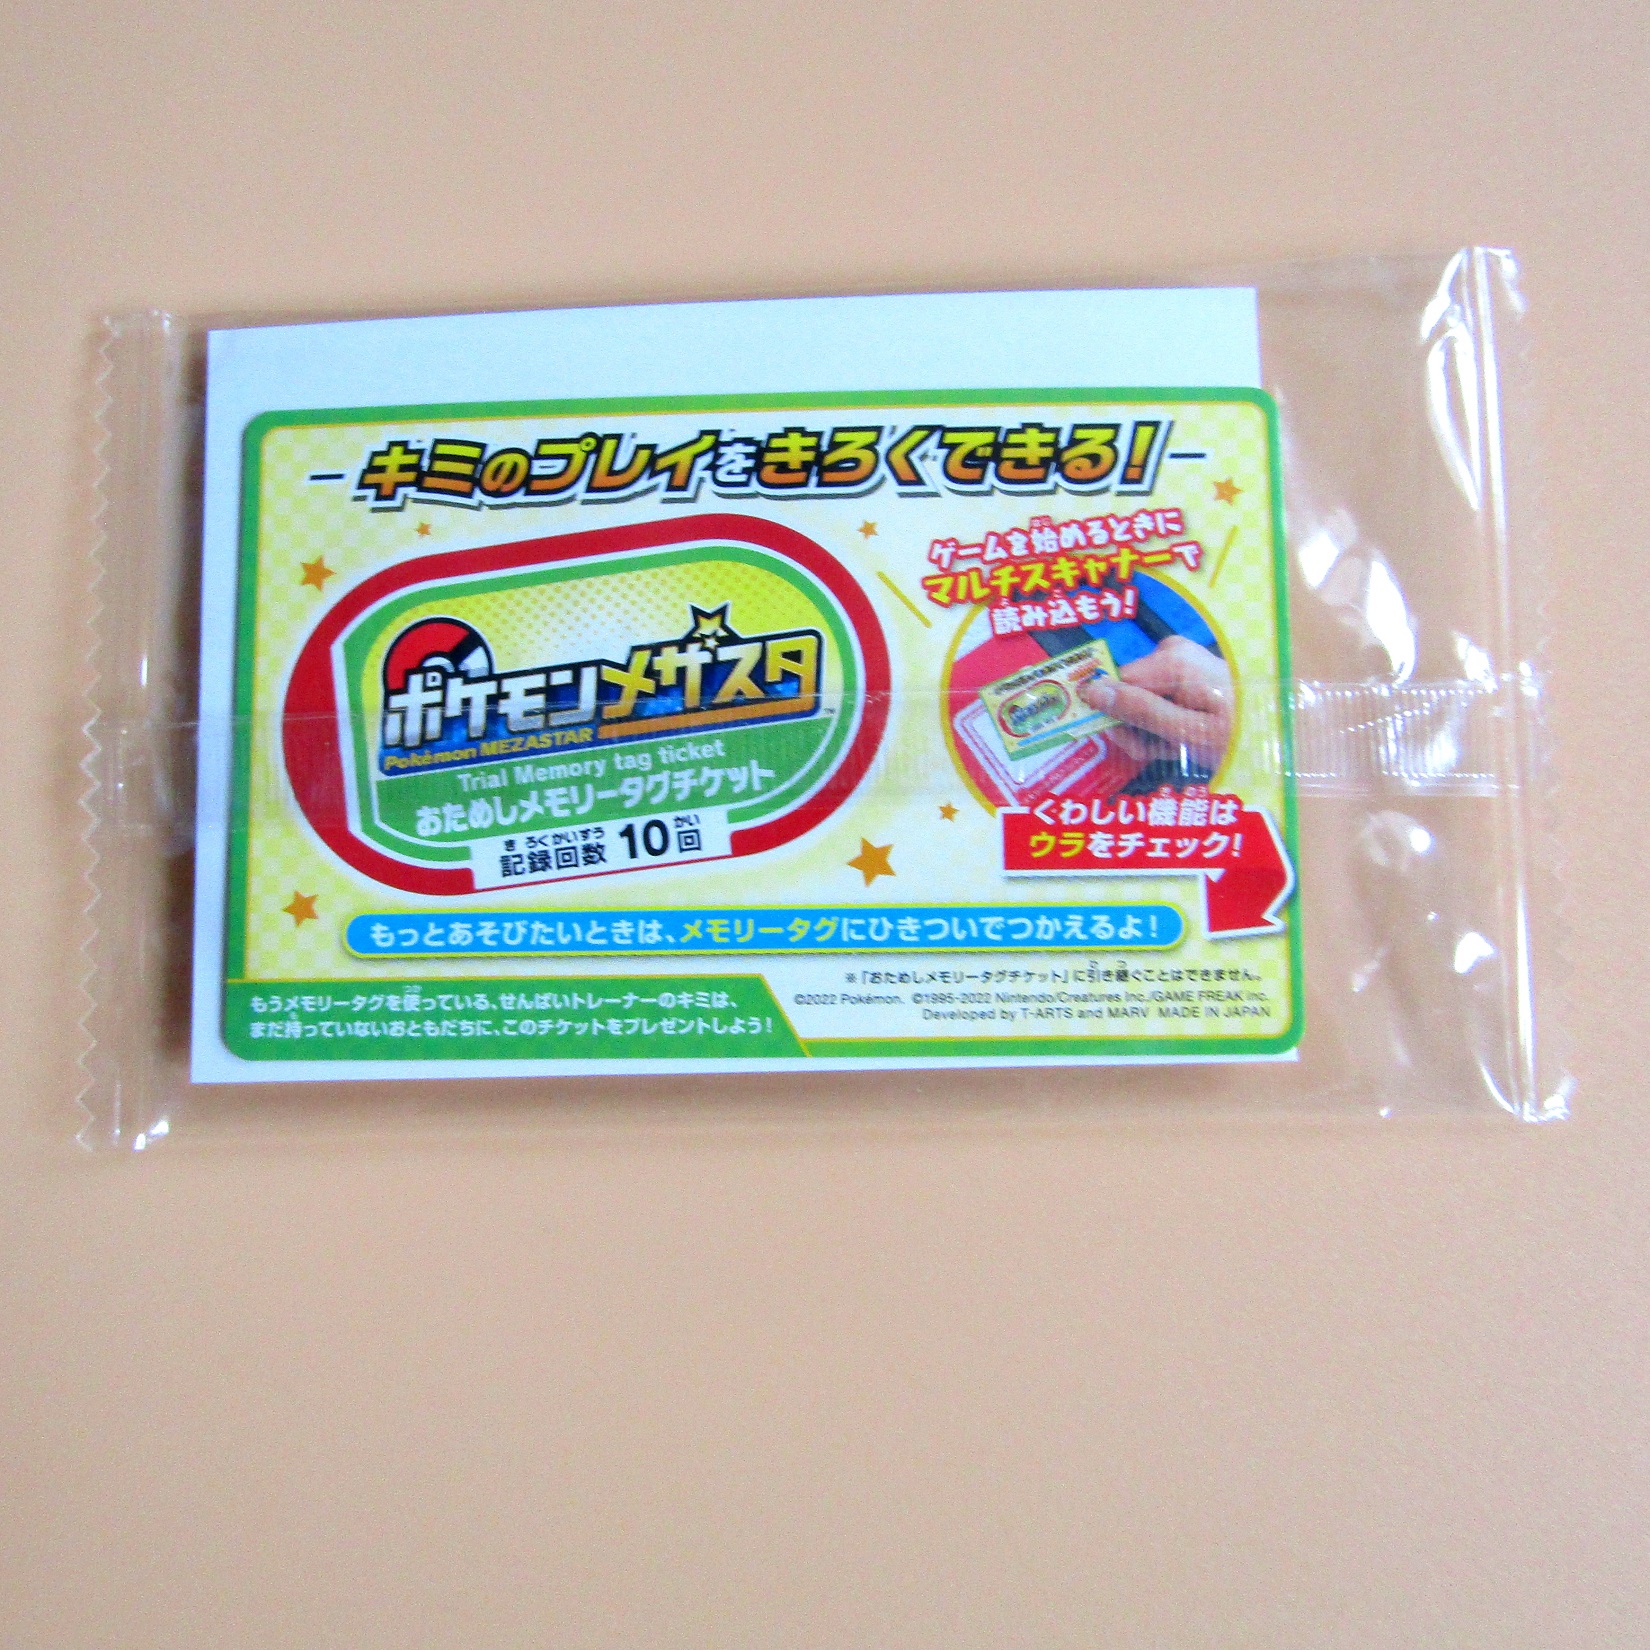 キミのプレイをきろくできる!
ゲームを始めるときに
マルチスキャナーで
読み込もう!
ポケモンメザスタ
Pokémon MEZASTAR
Trial Memory tag ticket
おためしメモリータグチケット
記録回数 10回
くわしい機能は
ウラをチェック!
もっとあそびたいときは、メモリータグにひきついでつかえるよ!
もうメモリータグを使っている、せんぱいトレーナーのキミは、
まだ持っていないおともだちに、このチケットをプレゼントしよう!
※「おためしメモリータグチケット」に引き継ぐことはできません。
©2022 Pokémon. ©1995-2022 Nintendo/Creatures Inc./GAME FREAK inc.
Developed by T-ARTS and MARV MADE IN JAPAN